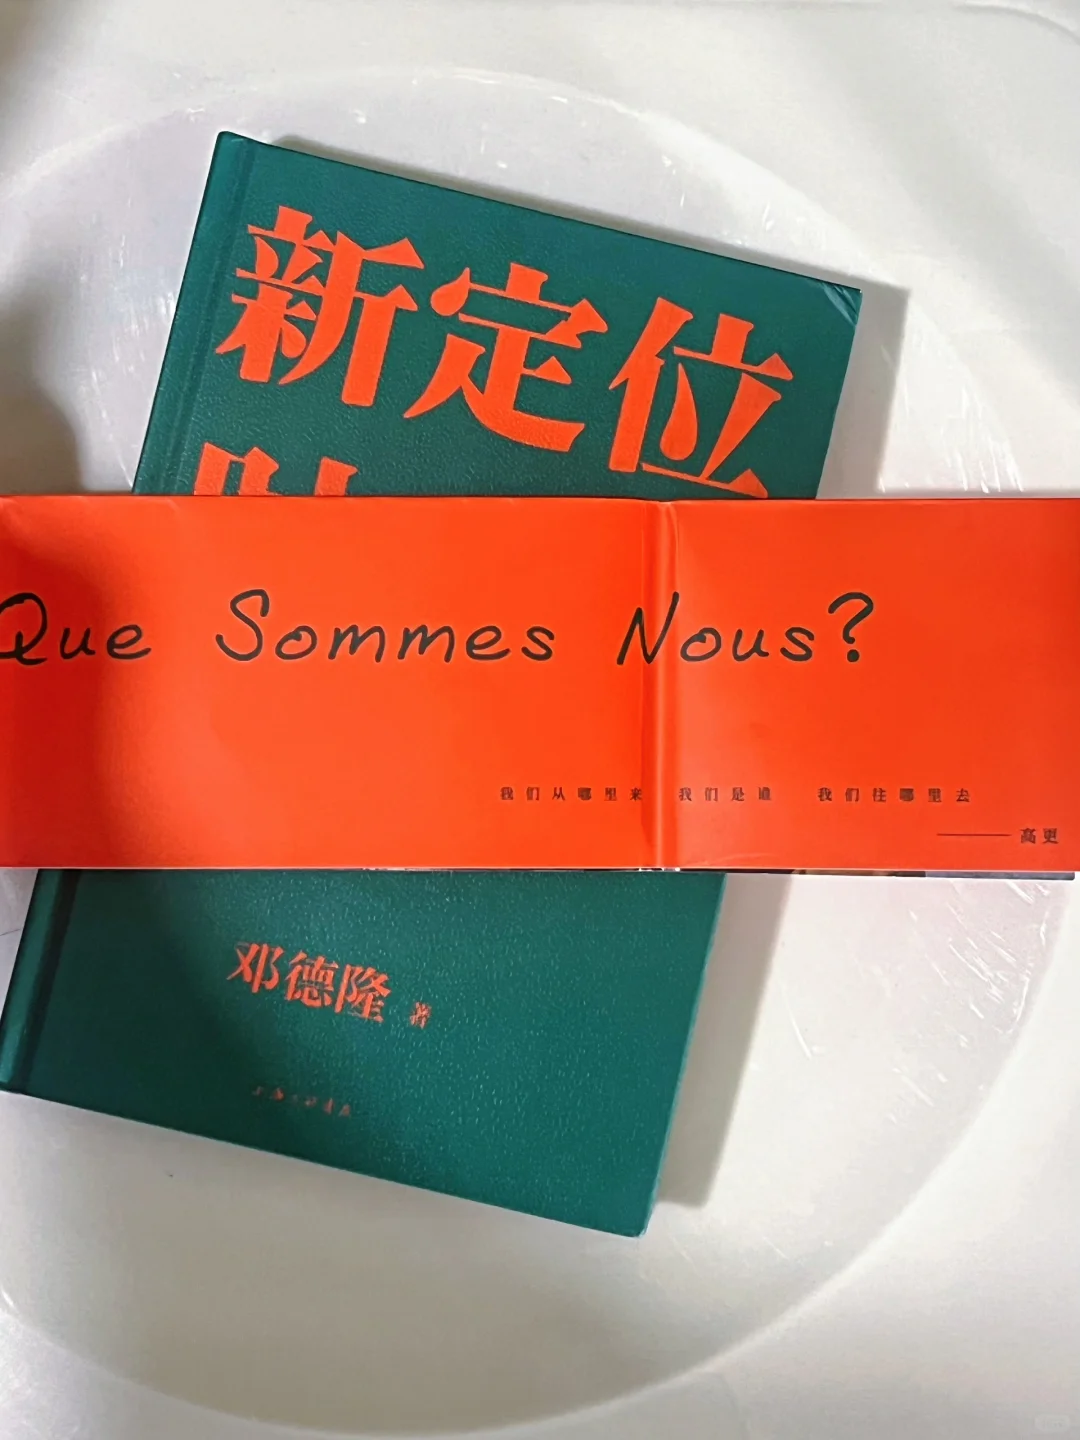 新定位
Que Sommes Nous?
我们从哪里来 我们是谁 我们往哪里去
——高更
邓德隆 著